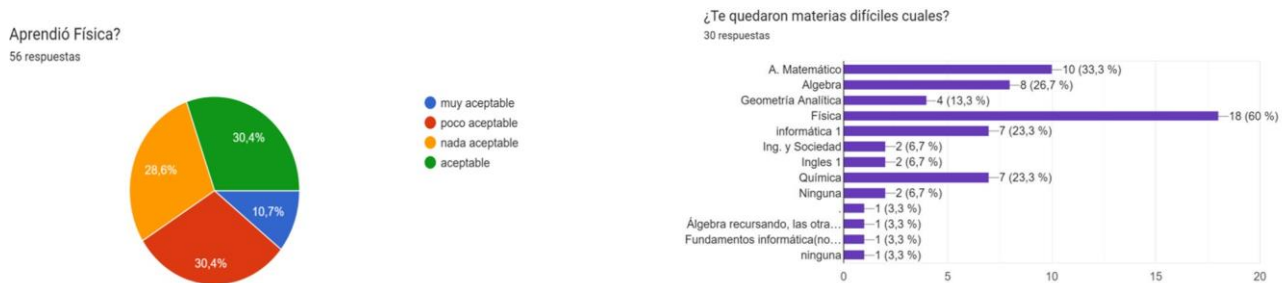 Aprendió Física?
56 respuestas
30,4%
28,6%
10,7%
30,4%
muy aceptable
poco aceptable
nada aceptable
aceptable
¿Te quedaron materias difíciles cuales?
30 respuestas
A. Matemático 10 (33,3 %)
Algebra 8 (26,7 %)
Geometría Analítica 4 (13,3 %)
Física 18 (60 %)
informática 1 7 (23,3 %)
Ing. y Sociedad 2 (6,7 %)
Ingles 1 2 (6,7 %)
Química 7 (23,3 %)
Ninguna 2 (6,7 %)
. 1 (3,3 %)
Álgebra recursando, las otra… 1 (3,3 %)
Fundamentos informática(no… 1 (3,3 %)
ninguna 1 (3,3 %)
0 5 10 15 20